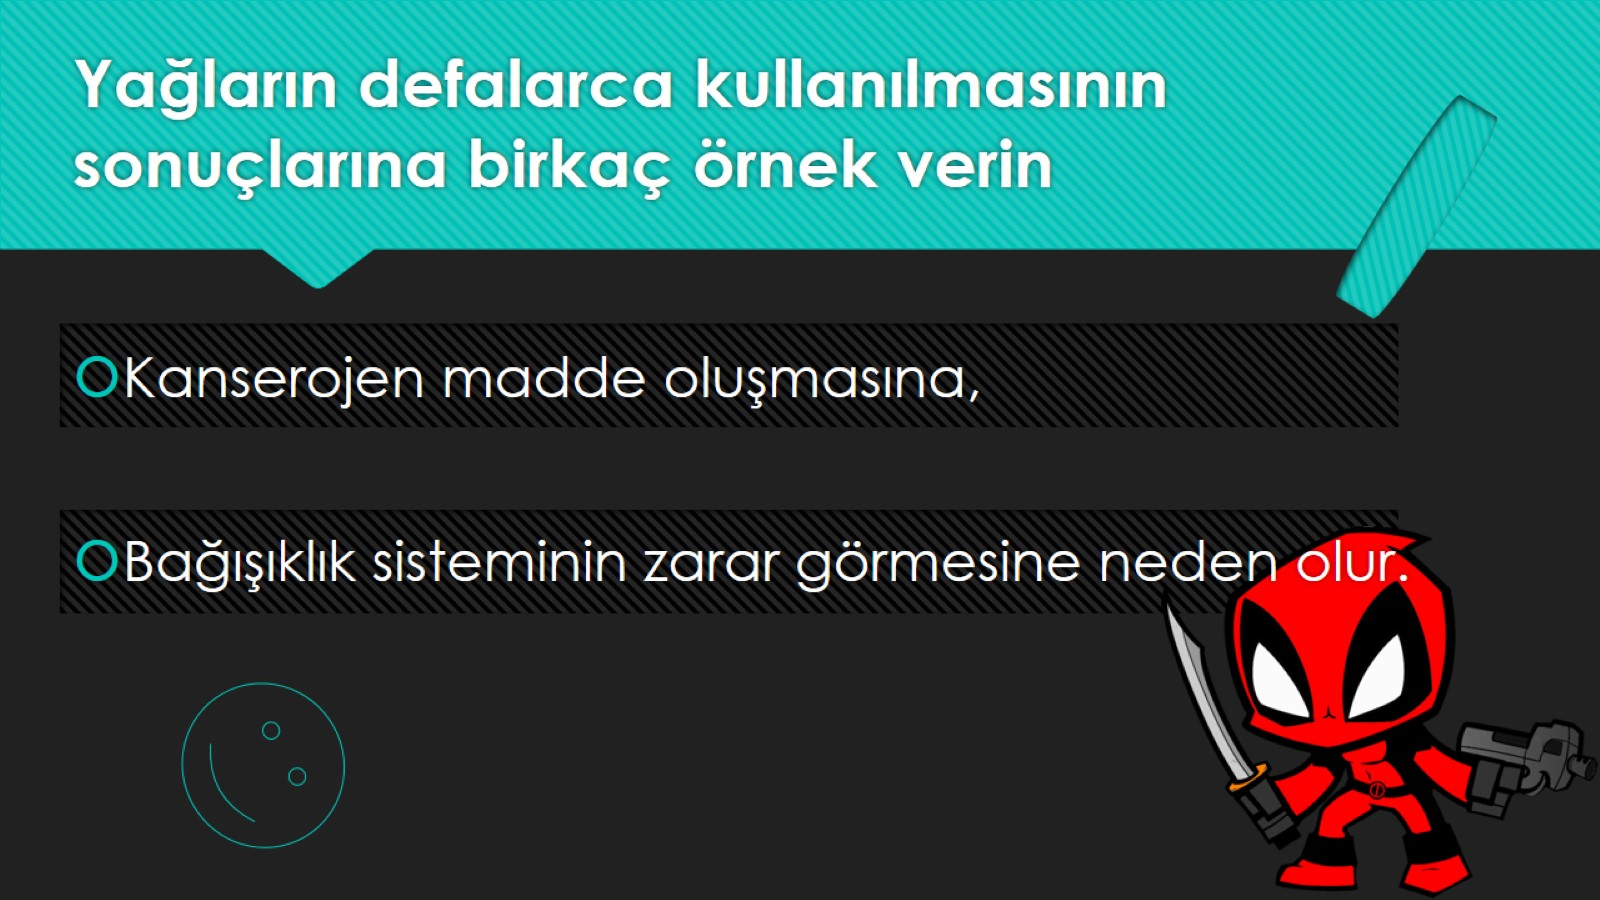 Yağların defalarca kullanılmasının
sonuçlarına birkaç örnek verin
Kanserojen madde oluşmasına,
Bağışıklık sisteminin zarar görmesine neden olur.